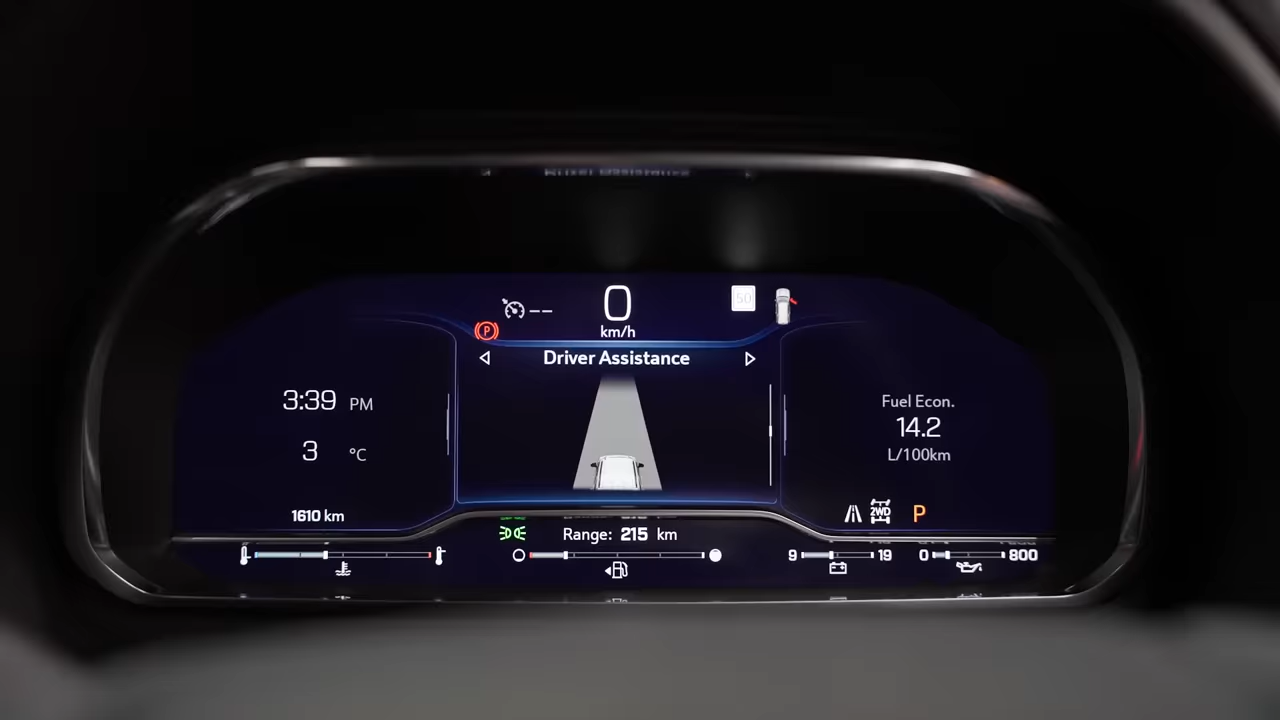 0
50
km/h
P
Driver Assistance
3:39 PM
3 °C
1610 km
Fuel Econ.
14.2
L/100km
2WD
P
Range: 215 km
9 19
0 800